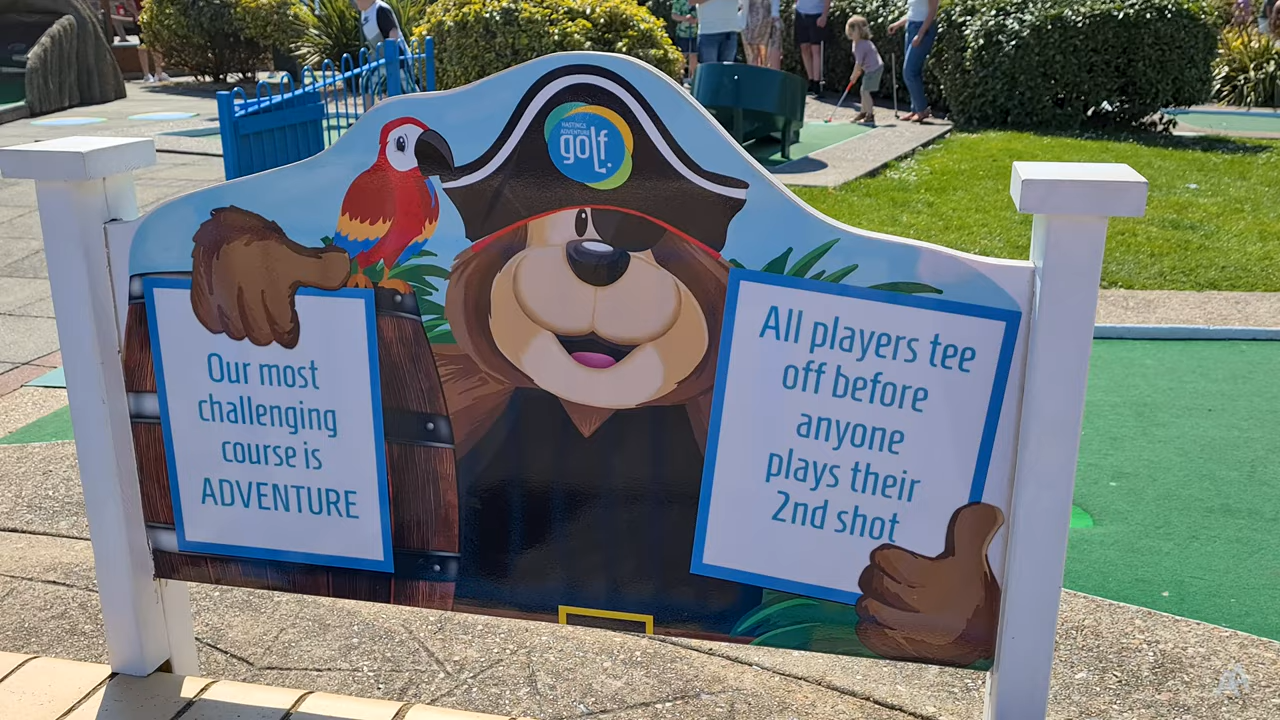 HASTINGS
ADVENTURE
golf.
Our most
challenging
course is
ADVENTURE
All players tee
off before
anyone
plays their
2nd shot